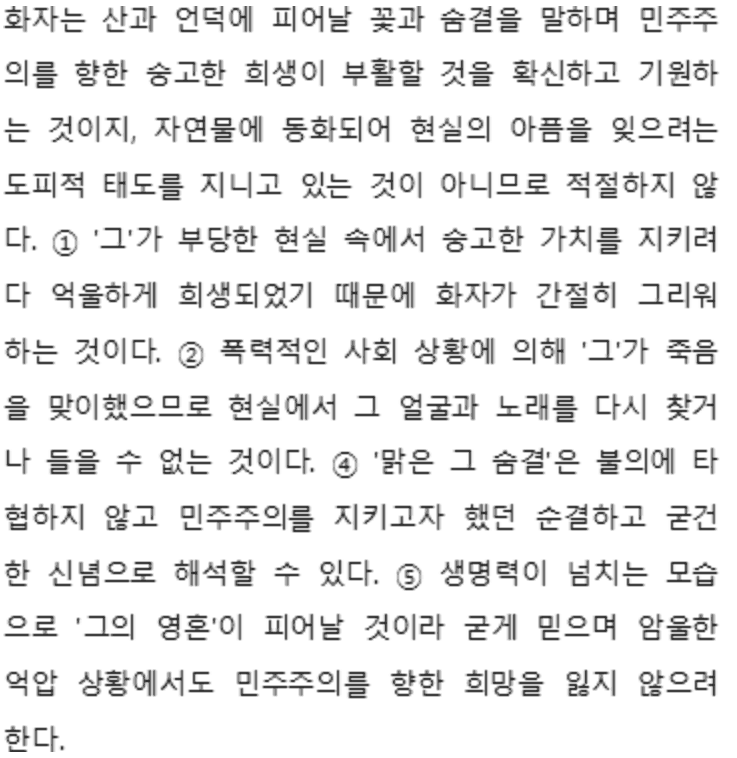 화자는 산과 언덕에 피어날 꽃과 숨결을 말하며 민주주
의를 향한 숭고한 희생이 부활할 것을 확신하고 기원하
는 것이지, 자연물에 동화되어 현실의 아픔을 잊으려는
도피적 태도를 지니고 있는 것이 아니므로 적절하지 않
다. ① '그'가 부당한 현실 속에서 숭고한 가치를 지키려
다 억울하게 희생되었기 때문에 화자가 간절히 그리워
하는 것이다. ② 폭력적인 사회 상황에 의해 '그'가 죽음
을 맞이했으므로 현실에서 그 얼굴과 노래를 다시 찾거
나 들을 수 없는 것이다. ④ '맑은 그 숨결'은 불의에 타
협하지 않고 민주주의를 지키고자 했던 순결하고 굳건
한 신념으로 해석할 수 있다. ⑤ 생명력이 넘치는 모습
으로 '그의 영혼'이 피어날 것이라 굳게 믿으며 암울한
억압 상황에서도 민주주의를 향한 희망을 잃지 않으려
한다.